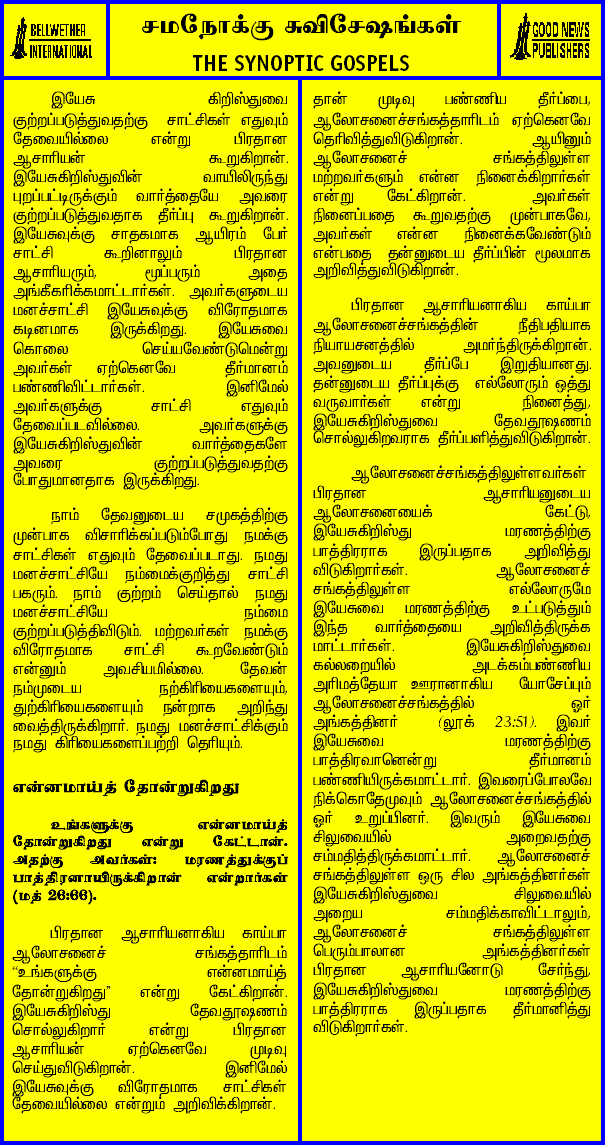 BELLWETHER
INTERNATIONAL
சமநோக்கு சுவிசேஷங்கள்
THE SYNOPTIC GOSPELS
GOOD NEWS
PUBLISHERS
இயேசு கிறிஸ்துவை
குற்றப்படுத்துவதற்கு சாட்சிகள் எதுவும்
தேவையில்லை என்று பிரதான
ஆசாரியன் கூறுகிறான்.
இயேசுகிறிஸ்துவின் வாயிலிருந்து
புறப்பட்டிருக்கும் வார்த்தையே அவரை
குற்றப்படுத்துவதாக தீர்ப்பு கூறுகிறான்.
இயேசுவுக்கு சாதகமாக ஆயிரம் பேர்
சாட்சி கூறினாலும் பிரதான
ஆசாரியரும், மூப்பரும் அதை
அங்கீகரிக்கமாட்டார்கள். அவர்களுடைய
மனச்சாட்சி இயேசுவுக்கு விரோதமாக
கடினமாக இருக்கிறது. இயேசுவை
கொலை செய்யவேண்டுமென்று
அவர்கள் ஏற்கெனவே தீர்மானம்
பண்ணிவிட்டார்கள். இனிமேல்
அவர்களுக்கு சாட்சி எதுவும்
தேவைப்படவில்லை. அவர்களுக்கு
இயேசுகிறிஸ்துவின் வார்த்தைகளே
அவரை குற்றப்படுத்துவதற்கு
போதுமானதாக இருக்கிறது.
நாம் தேவனுடைய சமுகத்திற்கு
முன்பாக விசாரிக்கப்படும்போது நமக்கு
சாட்சிகள் எதுவும் தேவைப்படாது. நமது
மனச்சாட்சியே நம்மைக்குறித்து சாட்சி
பகரும். நாம் குற்றம் செய்தால் நமது
மனச்சாட்சியே நம்மை
குற்றப்படுத்திவிடும். மற்றவர்கள் நமக்கு
விரோதமாக சாட்சி கூறவேண்டும்
என்னும் அவசியமில்லை. தேவன்
நம்முடைய நற்கிரியைகளையும்,
துற்கிரியைகளையும் நன்றாக அறிந்து
வைத்திருக்கிறார். நமது மனச்சாட்சிக்கும்
நமது கிரியைகளைப்பற்றி தெரியும்.
என்னமாய்த் தோன்றுகிறது
உங்களுக்கு என்னமாய்த்
தோன்றுகிறது என்று கேட்டான்.
அதற்கு அவர்கள்: மரணத்துக்குப்
பாத்திரனாயிருக்கிறான் என்றார்கள்
(மத் 26:66).
பிரதான ஆசாரியனாகிய காய்பா
ஆலோசனைச் சங்கத்தாரிடம்
"உங்களுக்கு என்னமாய்த்
தோன்றுகிறது" என்று கேட்கிறான்.
இயேசுகிறிஸ்து தேவதூஷணம்
சொல்லுகிறார் என்று பிரதான
ஆசாரியன் ஏற்கெனவே முடிவு
செய்துவிடுகிறான். இனிமேல்
இயேசுவுக்கு விரோதமாக சாட்சிகள்
தேவையில்லை என்றும் அறிவிக்கிறான்.
தான் முடிவு பண்ணிய தீர்ப்பை,
ஆலோசனைச்சங்கத்தாரிடம் ஏற்கெனவே
தெரிவித்துவிடுகிறான். ஆயினும்
ஆலோசனைச் சங்கத்திலுள்ள
மற்றவர்களும் என்ன நினைக்கிறார்கள்
என்று கேட்கிறான். அவர்கள்
நினைப்பதை கூறுவதற்கு முன்பாகவே,
அவர்கள் என்ன நினைக்கவேண்டும்
என்பதை தன்னுடைய தீர்ப்பின் மூலமாக
அறிவித்துவிடுகிறான்.
பிரதான ஆசாரியனாகிய காய்பா
ஆலோசனைச்சங்கத்தின் நீதிபதியாக
நியாயசனத்தில் அமர்ந்திருக்கிறான்.
அவனுடைய தீர்ப்பே இறுதியானது.
தன்னுடைய தீர்ப்புக்கு எல்லோரும் ஒத்து
வருவார்கள் என்று நினைத்து,
இயேசுகிறிஸ்துவை தேவதூஷணம்
சொல்லுகிறவராக தீர்ப்பளித்துவிடுகிறான்.
ஆலோசனைச்சங்கத்திலுள்ளவர்கள்
பிரதான ஆசாரியனுடைய
ஆலோசனையைக் கேட்டு,
இயேசுகிறிஸ்து மரணத்திற்கு
பாத்திரராக இருப்பதாக அறிவித்து
விடுகிறார்கள். ஆலோசனைச்
சங்கத்திலுள்ள எல்லோருமே
இயேசுவை மரணத்திற்கு உட்படுத்தும்
இந்த வார்த்தையை அறிவித்திருக்க
மாட்டார்கள். இயேசுகிறிஸ்துவை
கல்லறையில் அடக்கம்பண்ணிய
அரிமத்தேயா ஊரானாகிய யோசேப்பும்
ஆலோசனைச்சங்கத்தில் ஓர்
அங்கத்தினர் (லூக் 23:51). இவர்
இயேசுவை மரணத்திற்கு
பாத்திரவானென்று தீர்மானம்
பண்ணியிருக்கமாட்டார். இவரைப்போலவே
நிக்கொதேமுவும் ஆலோசனைச்சங்கத்தில்
ஓர் உறுப்பினர். இவரும் இயேசுவை
சிலுவையில் அறைவதற்கு
சம்மதித்திருக்கமாட்டார். ஆலோசனைச்
சங்கத்திலுள்ள ஒரு சில அங்கத்தினர்கள்
இயேசுகிறிஸ்துவை சிலுவையில்
அறைய சம்மதிக்காவிட்டாலும்,
ஆலோசனைச் சங்கத்திலுள்ள
பெரும்பாலான அங்கத்தினர்கள்
பிரதான ஆசாரியனோடு சேர்ந்து,
இயேசுகிறிஸ்துவை மரணத்திற்கு
பாத்திரராக இருப்பதாக தீர்மானித்து
விடுகிறார்கள்.